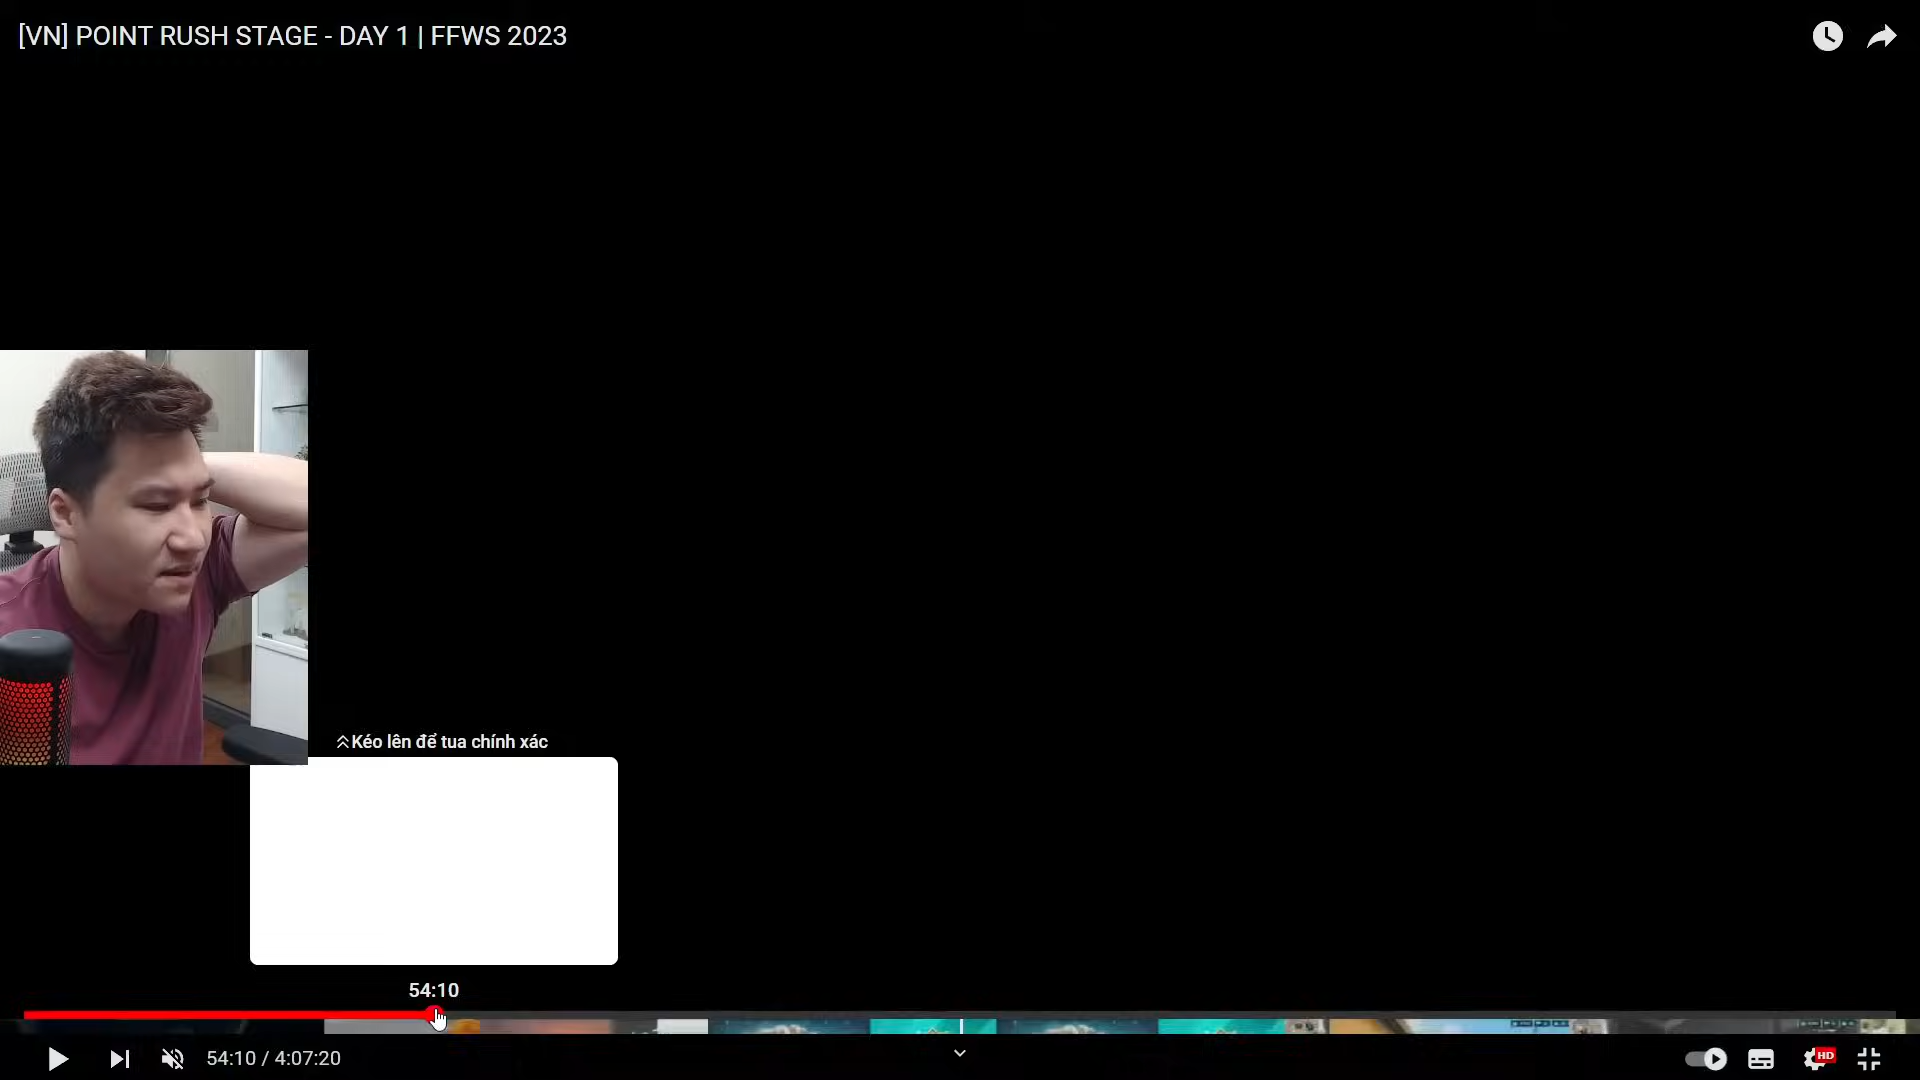 [VN] POINT RUSH STAGE - DAY 1 | FFWS 2023
Kéo lên để tua chính xác
54:10
54:10 / 4:07:20
HD